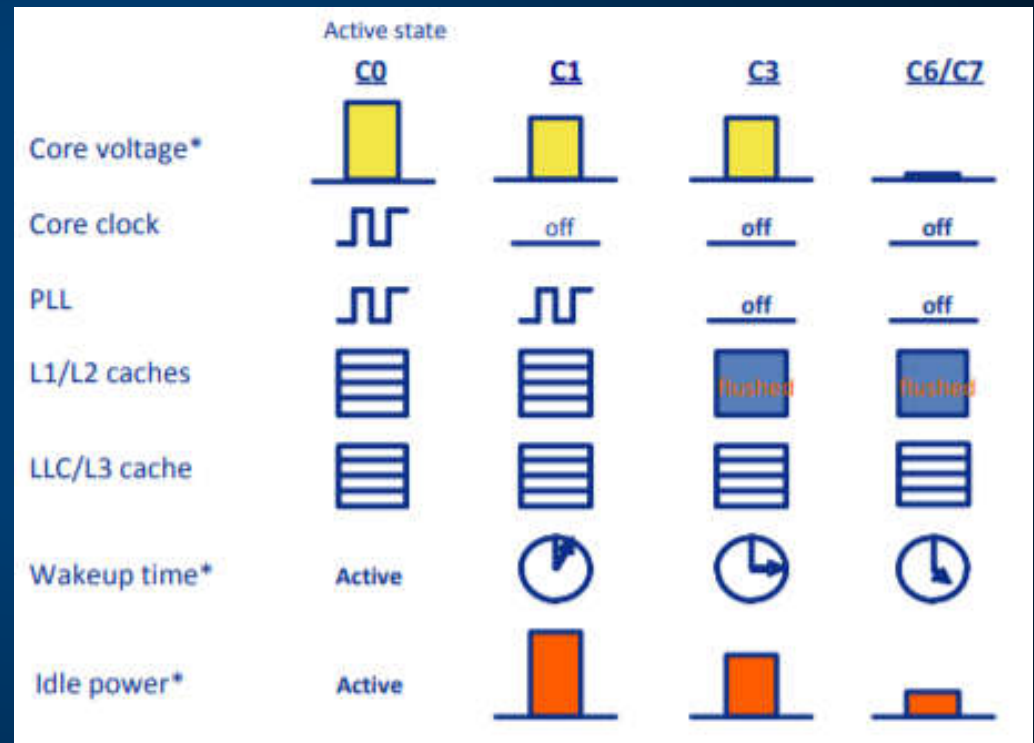 Active state
C0 C1 C3 C6/C7
Core voltage*
Core clock off off off
PLL off off
L1/L2 caches flushed flushed
LLC/L3 cache
Wakeup time* Active
Idle power* Active